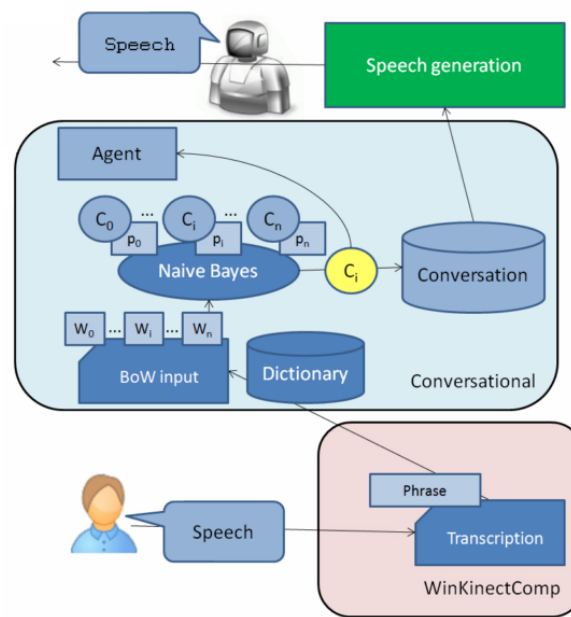 Speech
Speech generation
Agent
C0 ... Ci ... Cn
p0 pi pn
Naive Bayes
Ci
Conversation
W0 ... Wi ... Wn
BoW input
Dictionary
Conversational
Phrase
Speech
Transcription
WinKinectComp